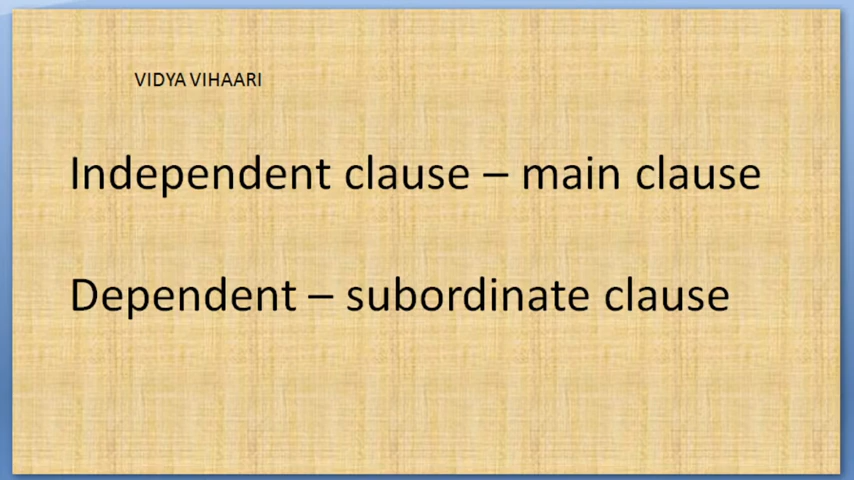 VIDYA VIHAARI
Independent clause – main clause
Dependent – subordinate clause